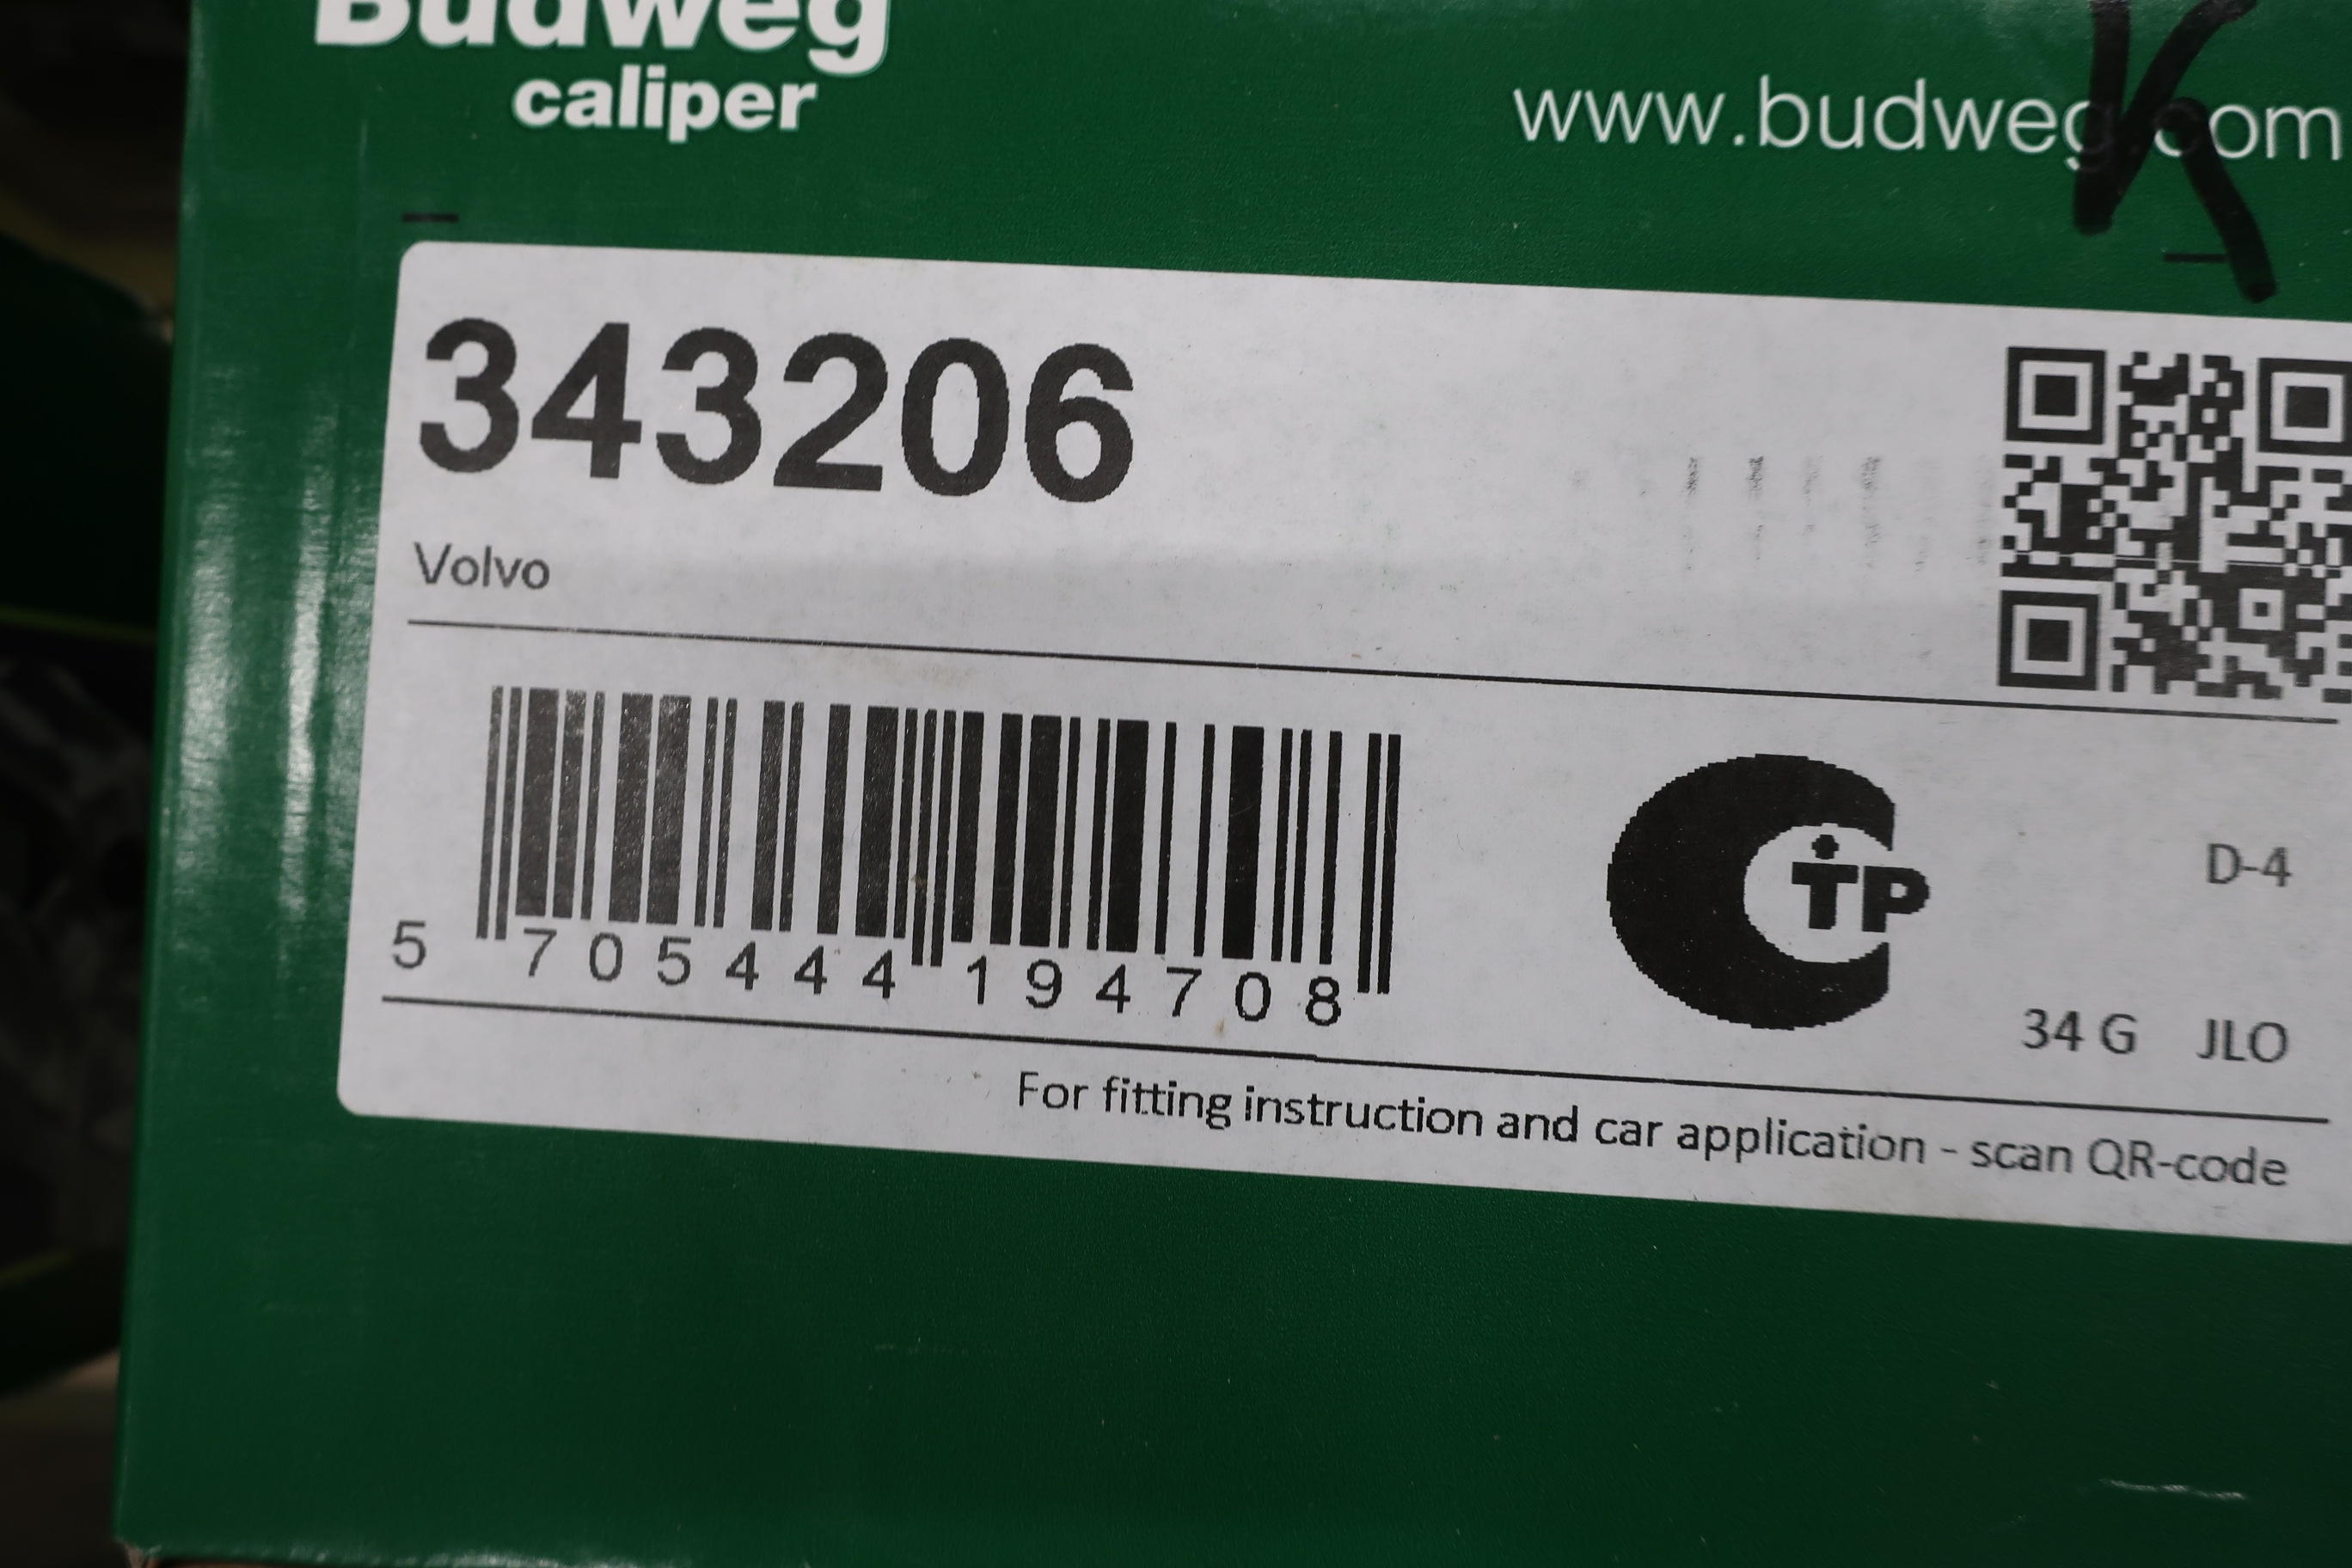 Budweg
caliper
www.budweg.com
K
343206
Volvo
5 705444 194708
TP
D-4
34 G JLO
For fitting instruction and car application - scan QR-code